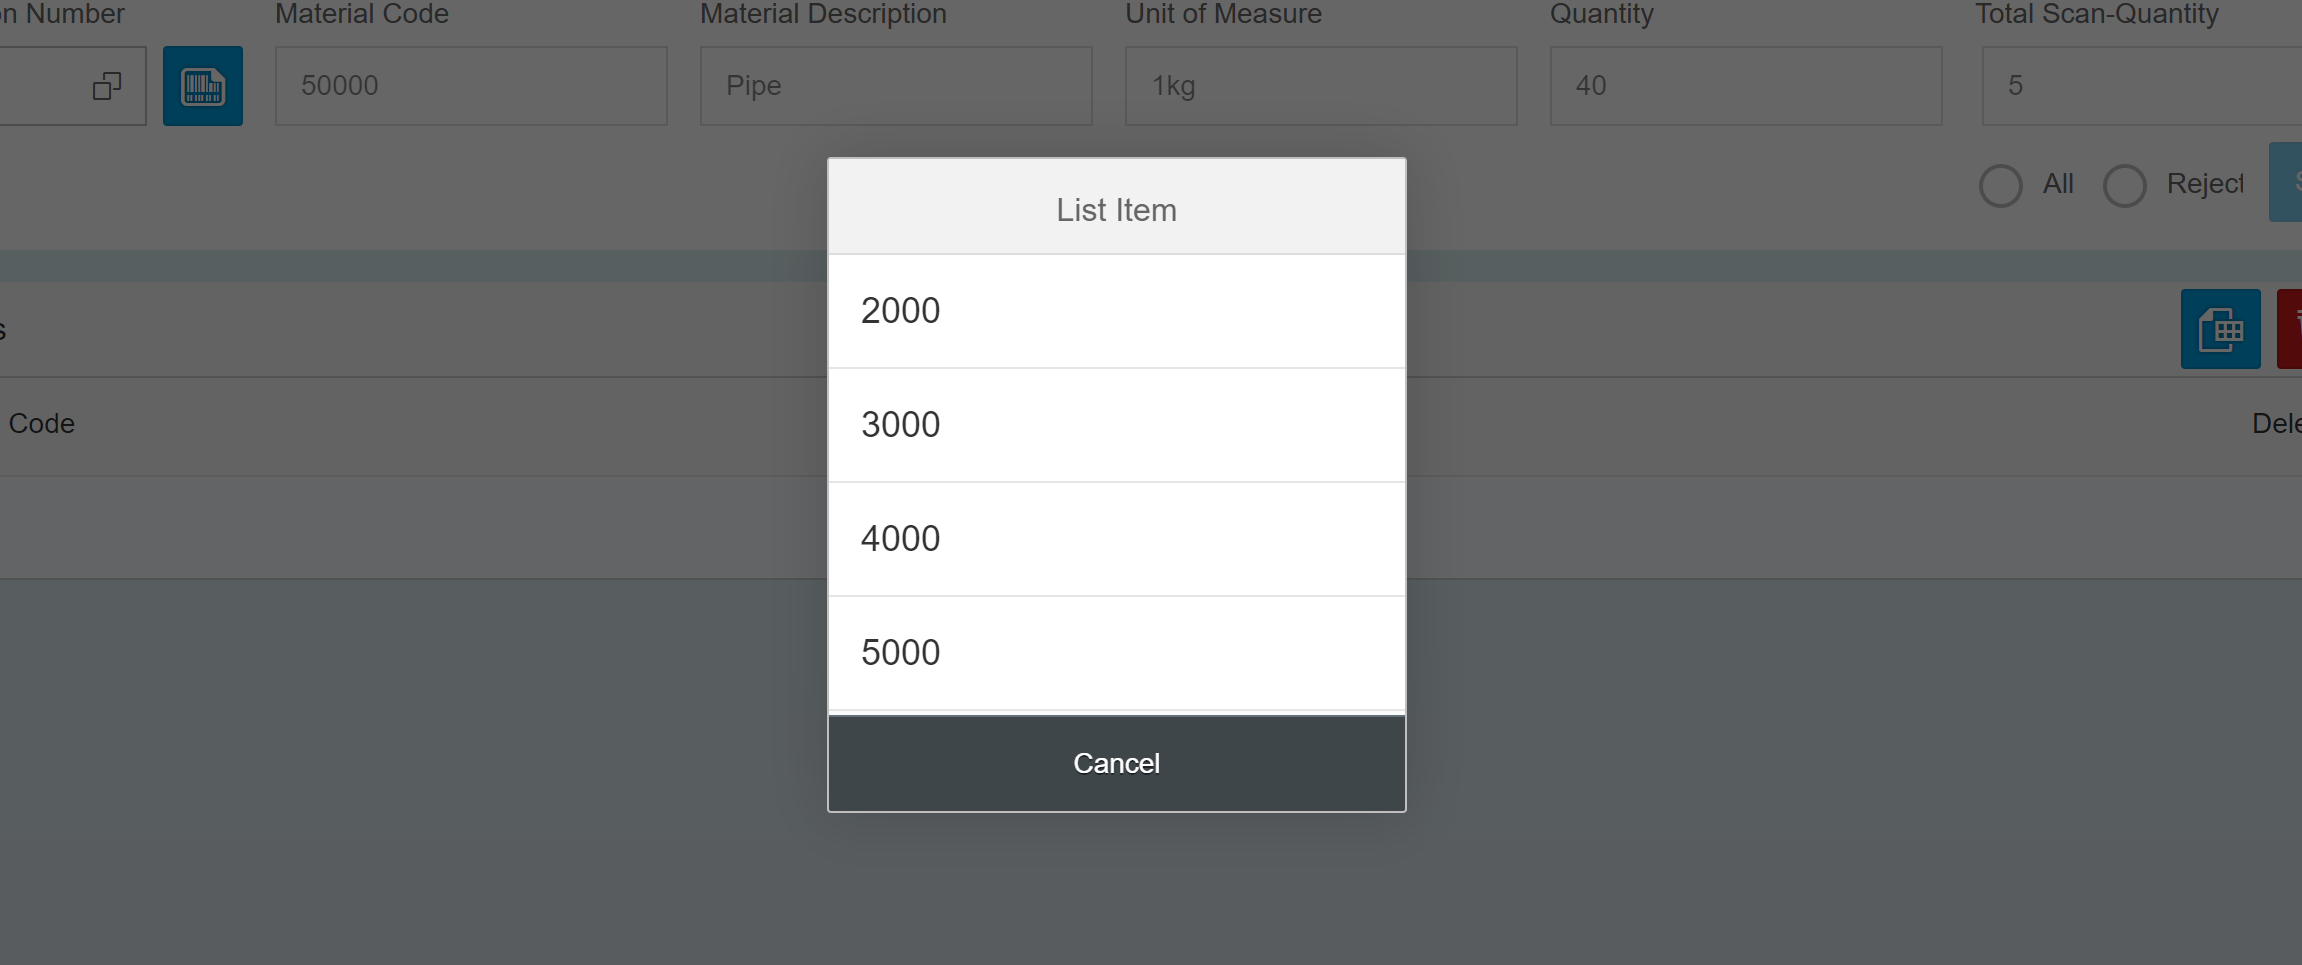 on Number
Material Code
Material Description
Unit of Measure
Quantity
Total Scan-Quantity
50000
Pipe
1kg
40
5
All
Reject
List Item
2000
3000
4000
5000
Code
Dele
Cancel